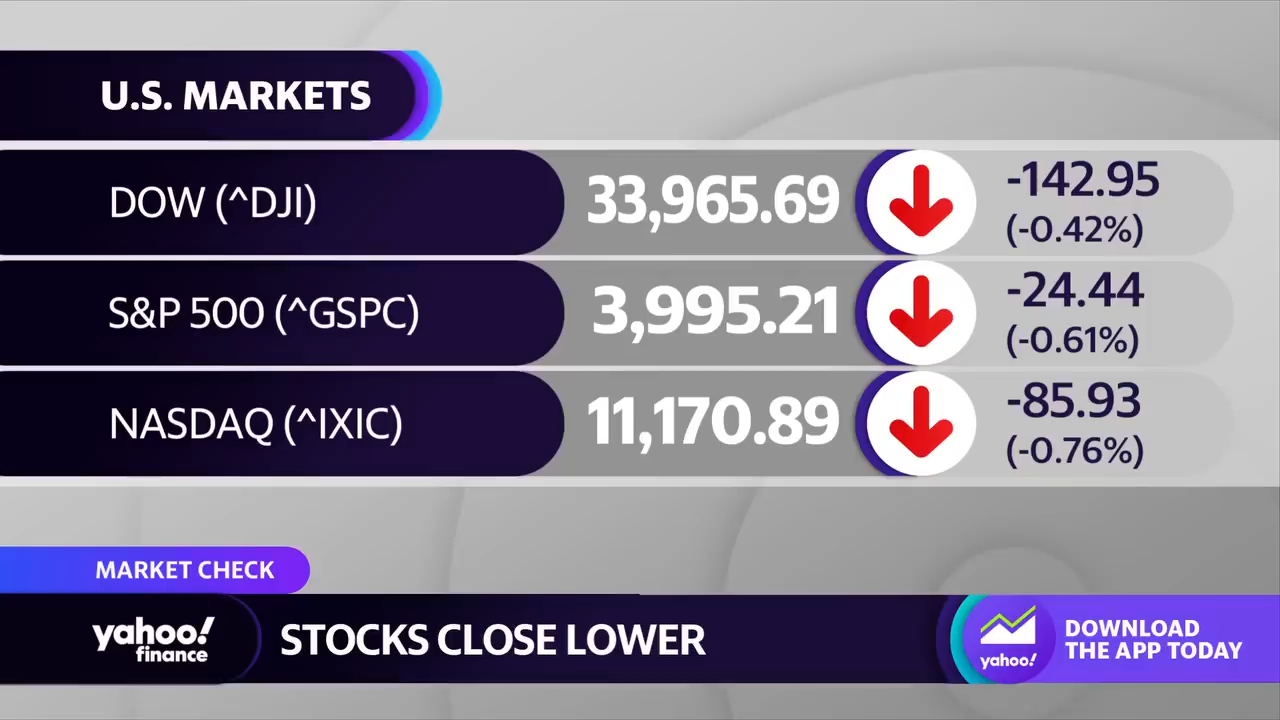 U.S. MARKETS
DOW (^DJI) 33,965.69 -142.95
(-0.42%)
S&P 500 (^GSPC) 3,995.21 -24.44
(-0.61%)
NASDAQ (^IXIC) 11,170.89 -85.93
(-0.76%)
MARKET CHECK
yahoo!
finance
STOCKS CLOSE LOWER
yahoo!
DOWNLOAD
THE APP TODAY